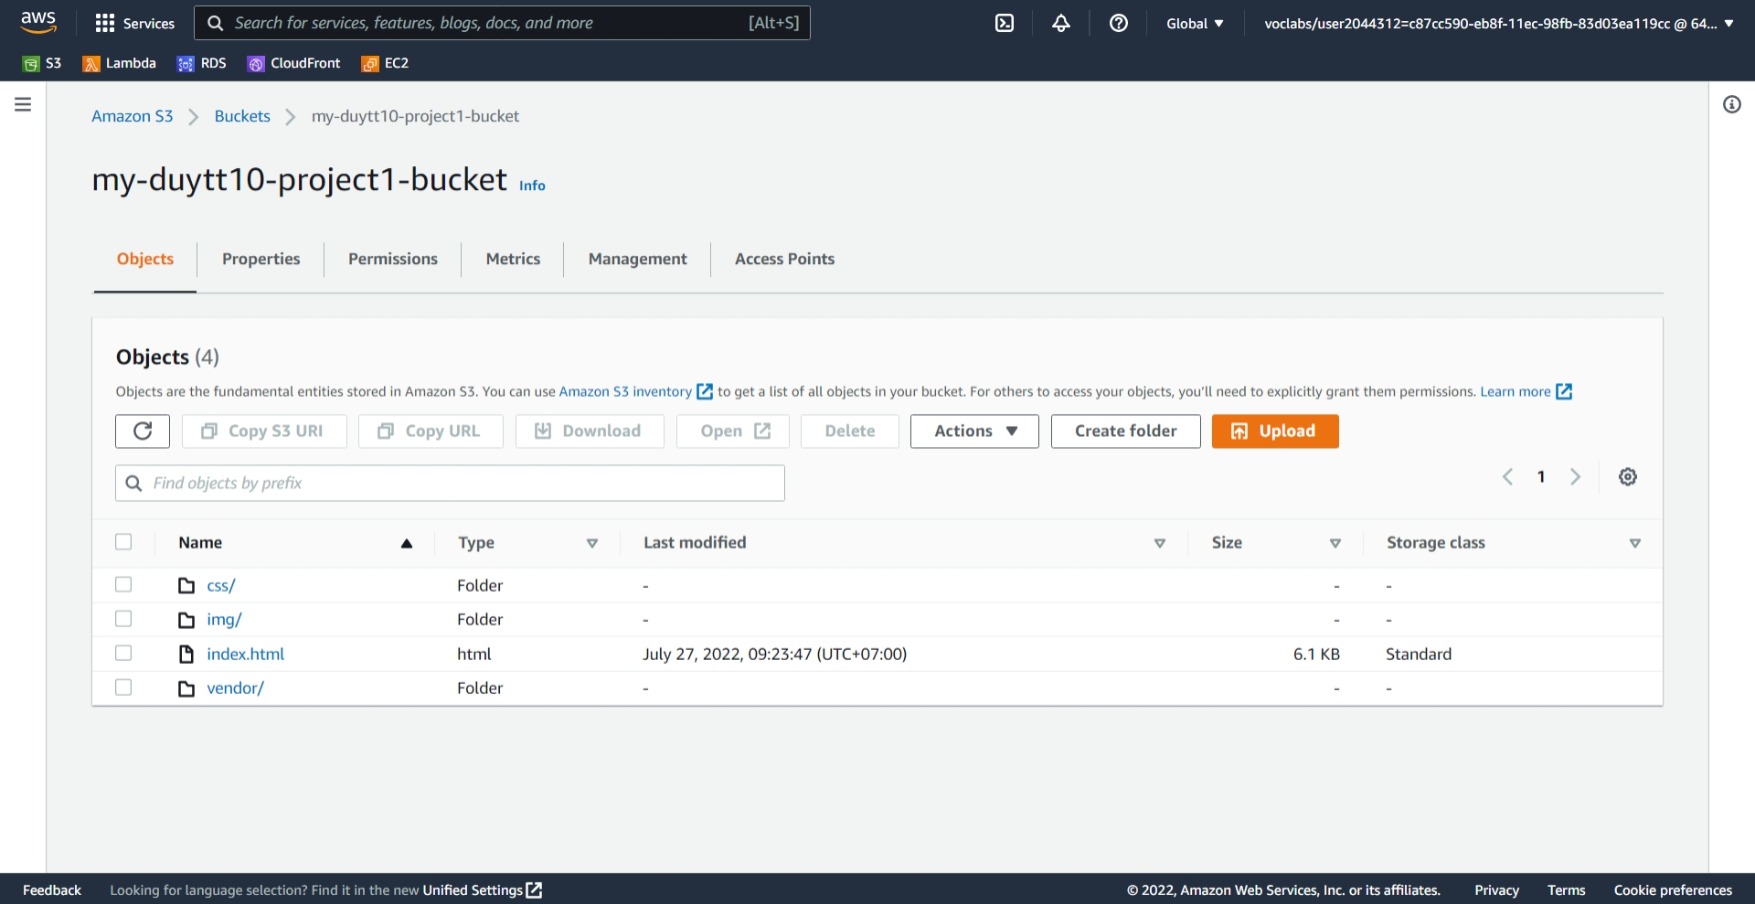 aws Services Search for services, features, blogs, docs, and more [Alt+S] Global ▼ voclabs/user2044312=c87cc590-eb8f-11ec-98fb-83d03ea119cc @ 64... ▼
S3 Lambda RDS CloudFront EC2
Amazon S3 > Buckets > my-duytt10-project1-bucket
my-duytt10-project1-bucket Info
Objects Properties Permissions Metrics Management Access Points
Objects (4)
Objects are the fundamental entities stored in Amazon S3. You can use Amazon S3 inventory to get a list of all objects in your bucket. For others to access your objects, you'll need to explicitly grant them permissions. Learn more
Copy S3 URI Copy URL Download Open Delete Actions ▼ Create folder Upload
Find objects by prefix < 1 >
Name Type Last modified Size Storage class
css/ Folder - - -
img/ Folder - - -
index.html html July 27, 2022, 09:23:47 (UTC+07:00) 6.1 KB Standard
vendor/ Folder - - -
Feedback Looking for language selection? Find it in the new Unified Settings © 2022, Amazon Web Services, Inc. or its affiliates. Privacy Terms Cookie preferences